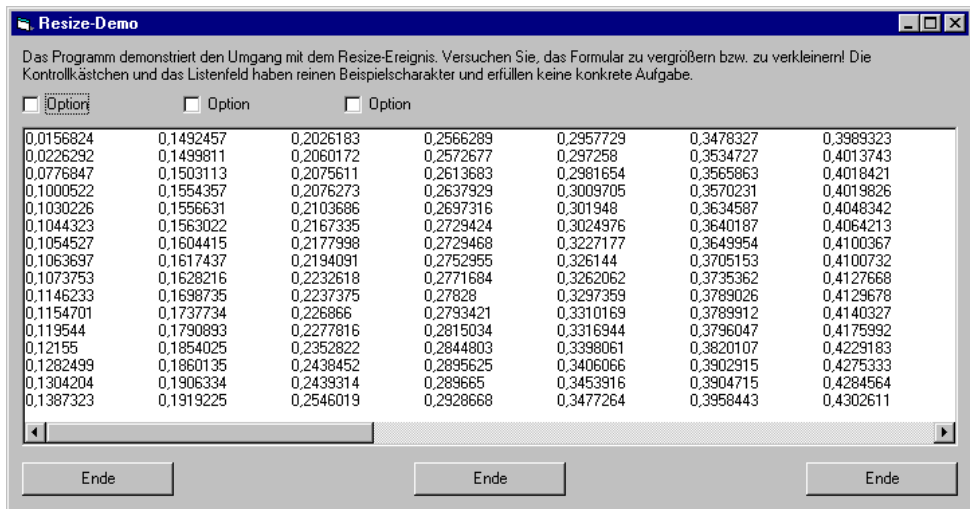 Resize-Demo
Das Programm demonstriert den Umgang mit dem Resize-Ereignis. Versuchen Sie, das Formular zu vergrößern bzw. zu verkleinern! Die
Kontrollkästchen und das Listenfeld haben reinen Beispielscharakter und erfüllen keine konkrete Aufgabe.
Option Option Option
0,0156824 0,1492457 0,2026183 0,2566289 0,2957729 0,3478327 0,3989323
0,0226292 0,1499811 0,2060172 0,2572677 0,297258 0,3534727 0,4013743
0,0776847 0,1503113 0,2075611 0,2613683 0,2981654 0,3565863 0,4018421
0,1000522 0,1554357 0,2076273 0,2637929 0,3009705 0,3570231 0,4019826
0,1030226 0,1556631 0,2103686 0,2697316 0,301948 0,3634587 0,4048342
0,1044323 0,1563022 0,2167335 0,2729424 0,3024976 0,3640187 0,4064213
0,1054527 0,1604415 0,2177998 0,2729468 0,3227177 0,3649954 0,4100367
0,1063697 0,1617437 0,2194091 0,2752955 0,326144 0,3705153 0,4100732
0,1073753 0,1628216 0,2232618 0,2771684 0,3262062 0,3735362 0,4127668
0,1146233 0,1698735 0,2237375 0,27828 0,3297359 0,3789026 0,4129678
0,1154701 0,1737734 0,226866 0,2793421 0,3310169 0,3789912 0,4140327
0,119544 0,1790893 0,2277816 0,2815034 0,3316944 0,3796047 0,4175992
0,12155 0,1854025 0,2352822 0,2844803 0,3398061 0,3820107 0,4229183
0,1282499 0,1860135 0,2438452 0,2895625 0,3406066 0,3902915 0,4275333
0,1304204 0,1906334 0,2439314 0,289665 0,3453916 0,3904715 0,4284564
0,1387323 0,1919225 0,2546019 0,2928668 0,3477264 0,3958443 0,4302611
Ende Ende Ende